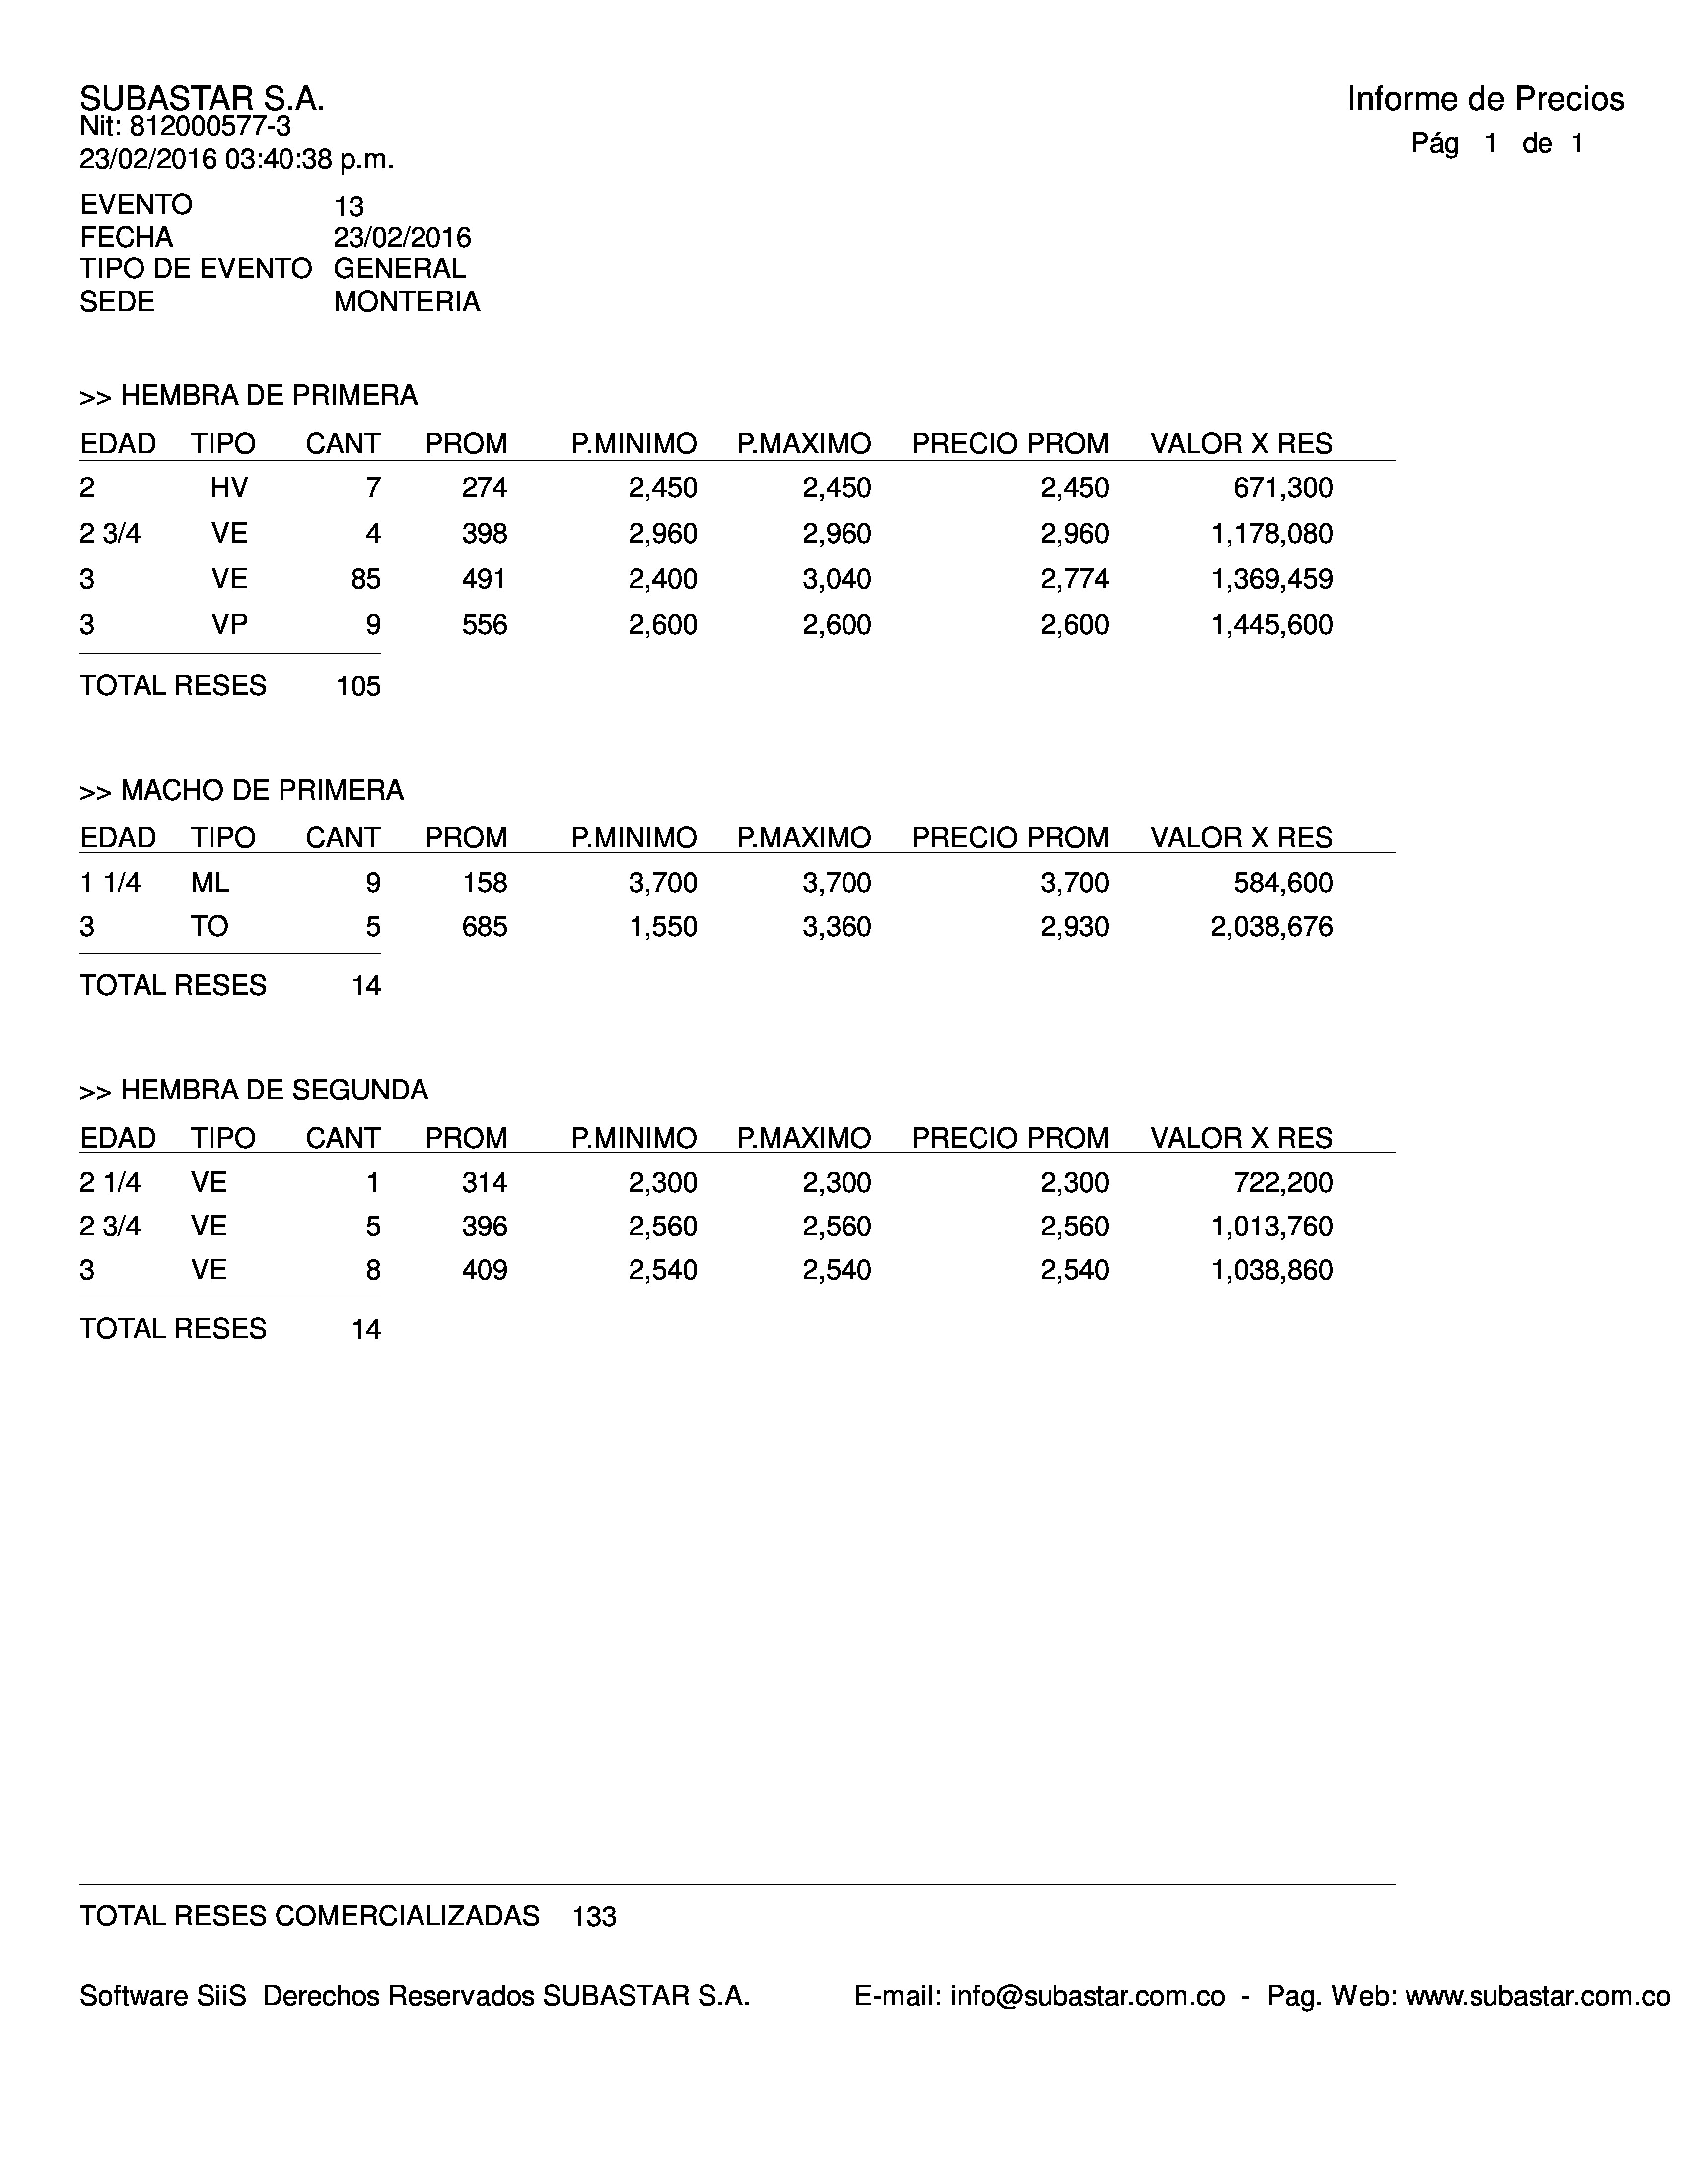 SUBASTAR S.A.
Nit: 812000577-3
23/02/2016 03:40:38 p.m.
Informe de Precios
Pág 1 de 1
EVENTO 13
FECHA 23/02/2016
TIPO DE EVENTO GENERAL
SEDE MONTERIA
>> HEMBRA DE PRIMERA
EDAD TIPO CANT PROM P.MINIMO P.MAXIMO PRECIO PROM VALOR X RES
2 HV 7 274 2,450 2,450 2,450 671,300
2 3/4 VE 4 398 2,960 2,960 2,960 1,178,080
3 VE 85 491 2,400 3,040 2,774 1,369,459
3 VP 9 556 2,600 2,600 2,600 1,445,600
TOTAL RESES 105
>> MACHO DE PRIMERA
EDAD TIPO CANT PROM P.MINIMO P.MAXIMO PRECIO PROM VALOR X RES
1 1/4 ML 9 158 3,700 3,700 3,700 584,600
3 TO 5 685 1,550 3,360 2,930 2,038,676
TOTAL RESES 14
>> HEMBRA DE SEGUNDA
EDAD TIPO CANT PROM P.MINIMO P.MAXIMO PRECIO PROM VALOR X RES
2 1/4 VE 1 314 2,300 2,300 2,300 722,200
2 3/4 VE 5 396 2,560 2,560 2,560 1,013,760
3 VE 8 409 2,540 2,540 2,540 1,038,860
TOTAL RESES 14
TOTAL RESES COMERCIALIZADAS 133
Software SiiS Derechos Reservados SUBASTAR S.A. E-mail: info@subastar.com.co - Pag. Web: www.subastar.com.co